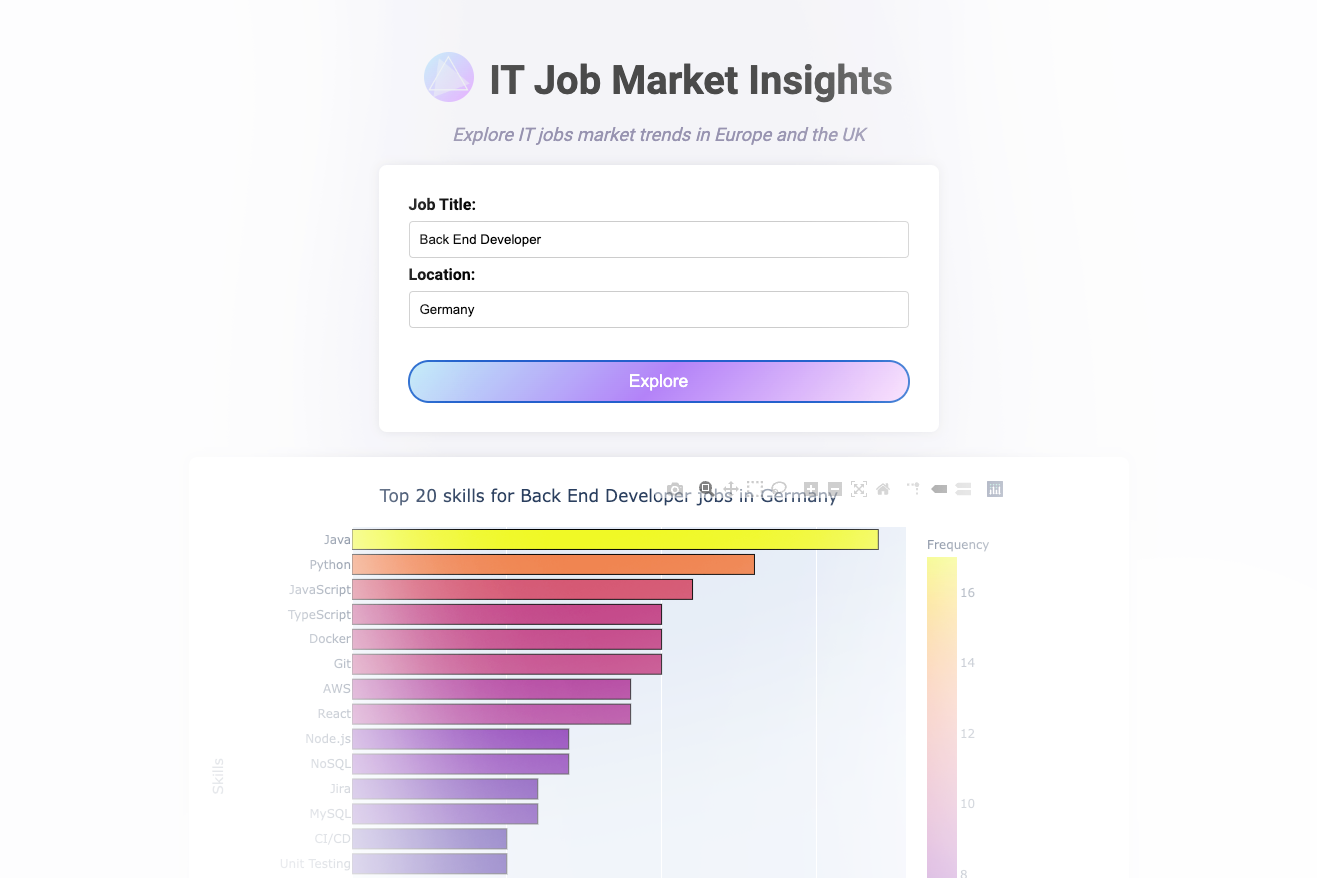 IT Job Market Insights
Explore IT jobs market trends in Europe and the UK
Job Title:
Back End Developer
Location:
Germany
Explore
Top 20 skills for Back End Developer jobs in Germany
Frequency
Java
Python
JavaScript
TypeScript
Docker
Git
AWS
React
Node.js
NoSQL
Jira
MySQL
CI/CD
Unit Testing
Skills
16
14
12
10
8